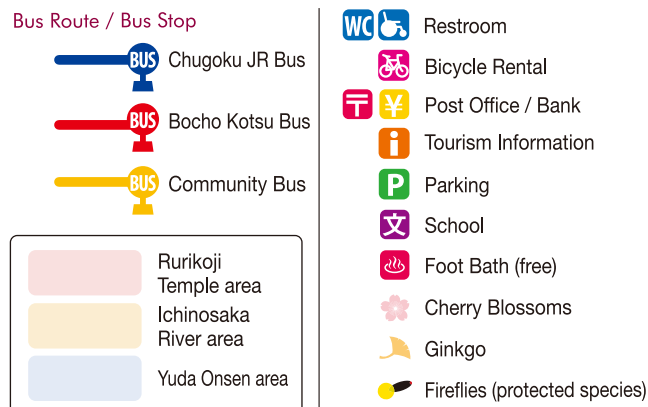 Bus Route / Bus Stop
BUS Chugoku JR Bus
BUS Bocho Kotsu Bus
BUS Community Bus
Rurikoji
Temple area
Ichinosaka
River area
Yuda Onsen area
WC Restroom
Bicycle Rental
〒 ¥ Post Office / Bank
i Tourism Information
P Parking
文 School
Foot Bath (free)
Cherry Blossoms
Ginkgo
Fireflies (protected species)